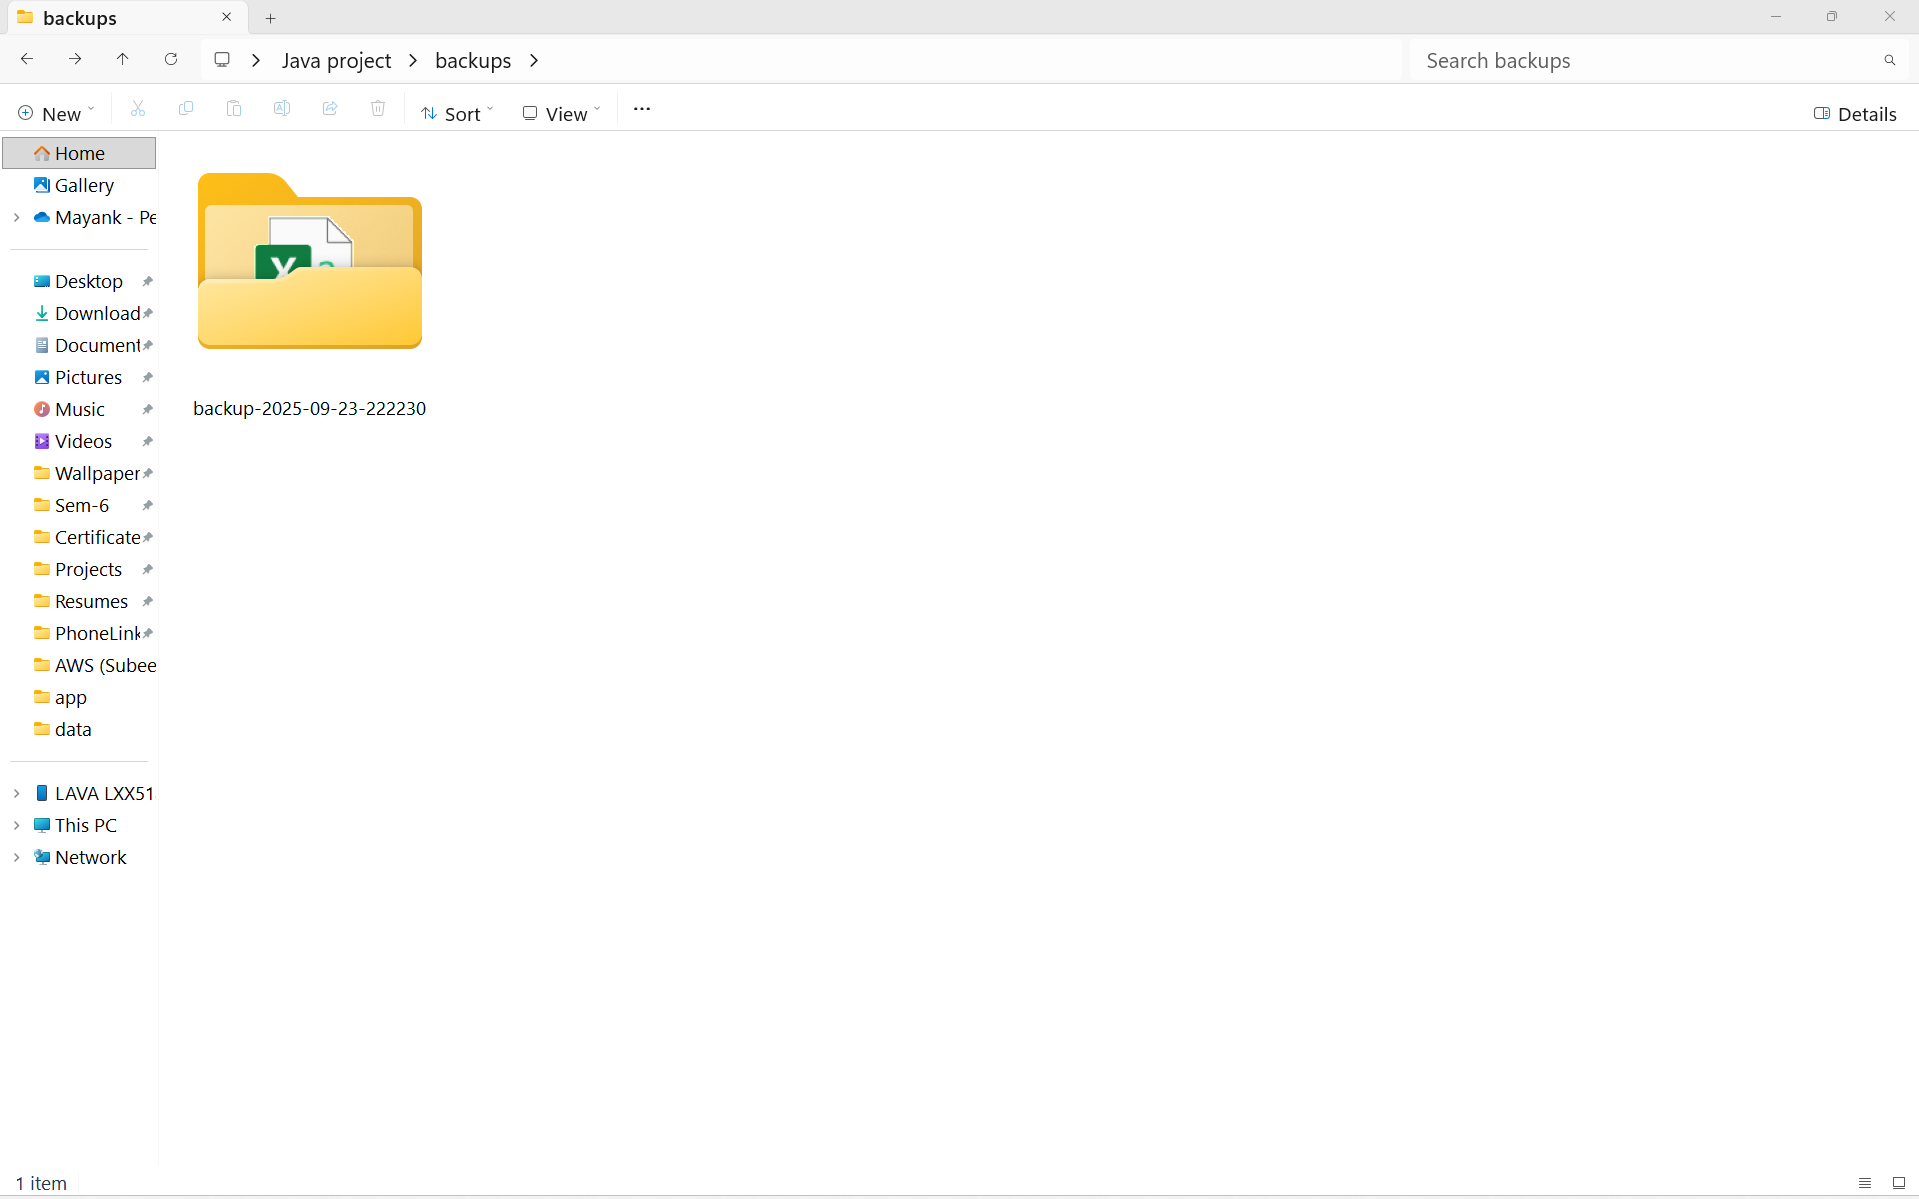 backups
Java project backups
Search backups
New
Sort
View
Details
Home
Gallery
Mayank - Pe
Desktop
Download
Document
Pictures
Music
Videos
Wallpaper
Sem-6
Certificate
Projects
Resumes
PhoneLink
AWS (Subee
app
data
LAVA LXX51
This PC
Network
backup-2025-09-23-222230
1 item